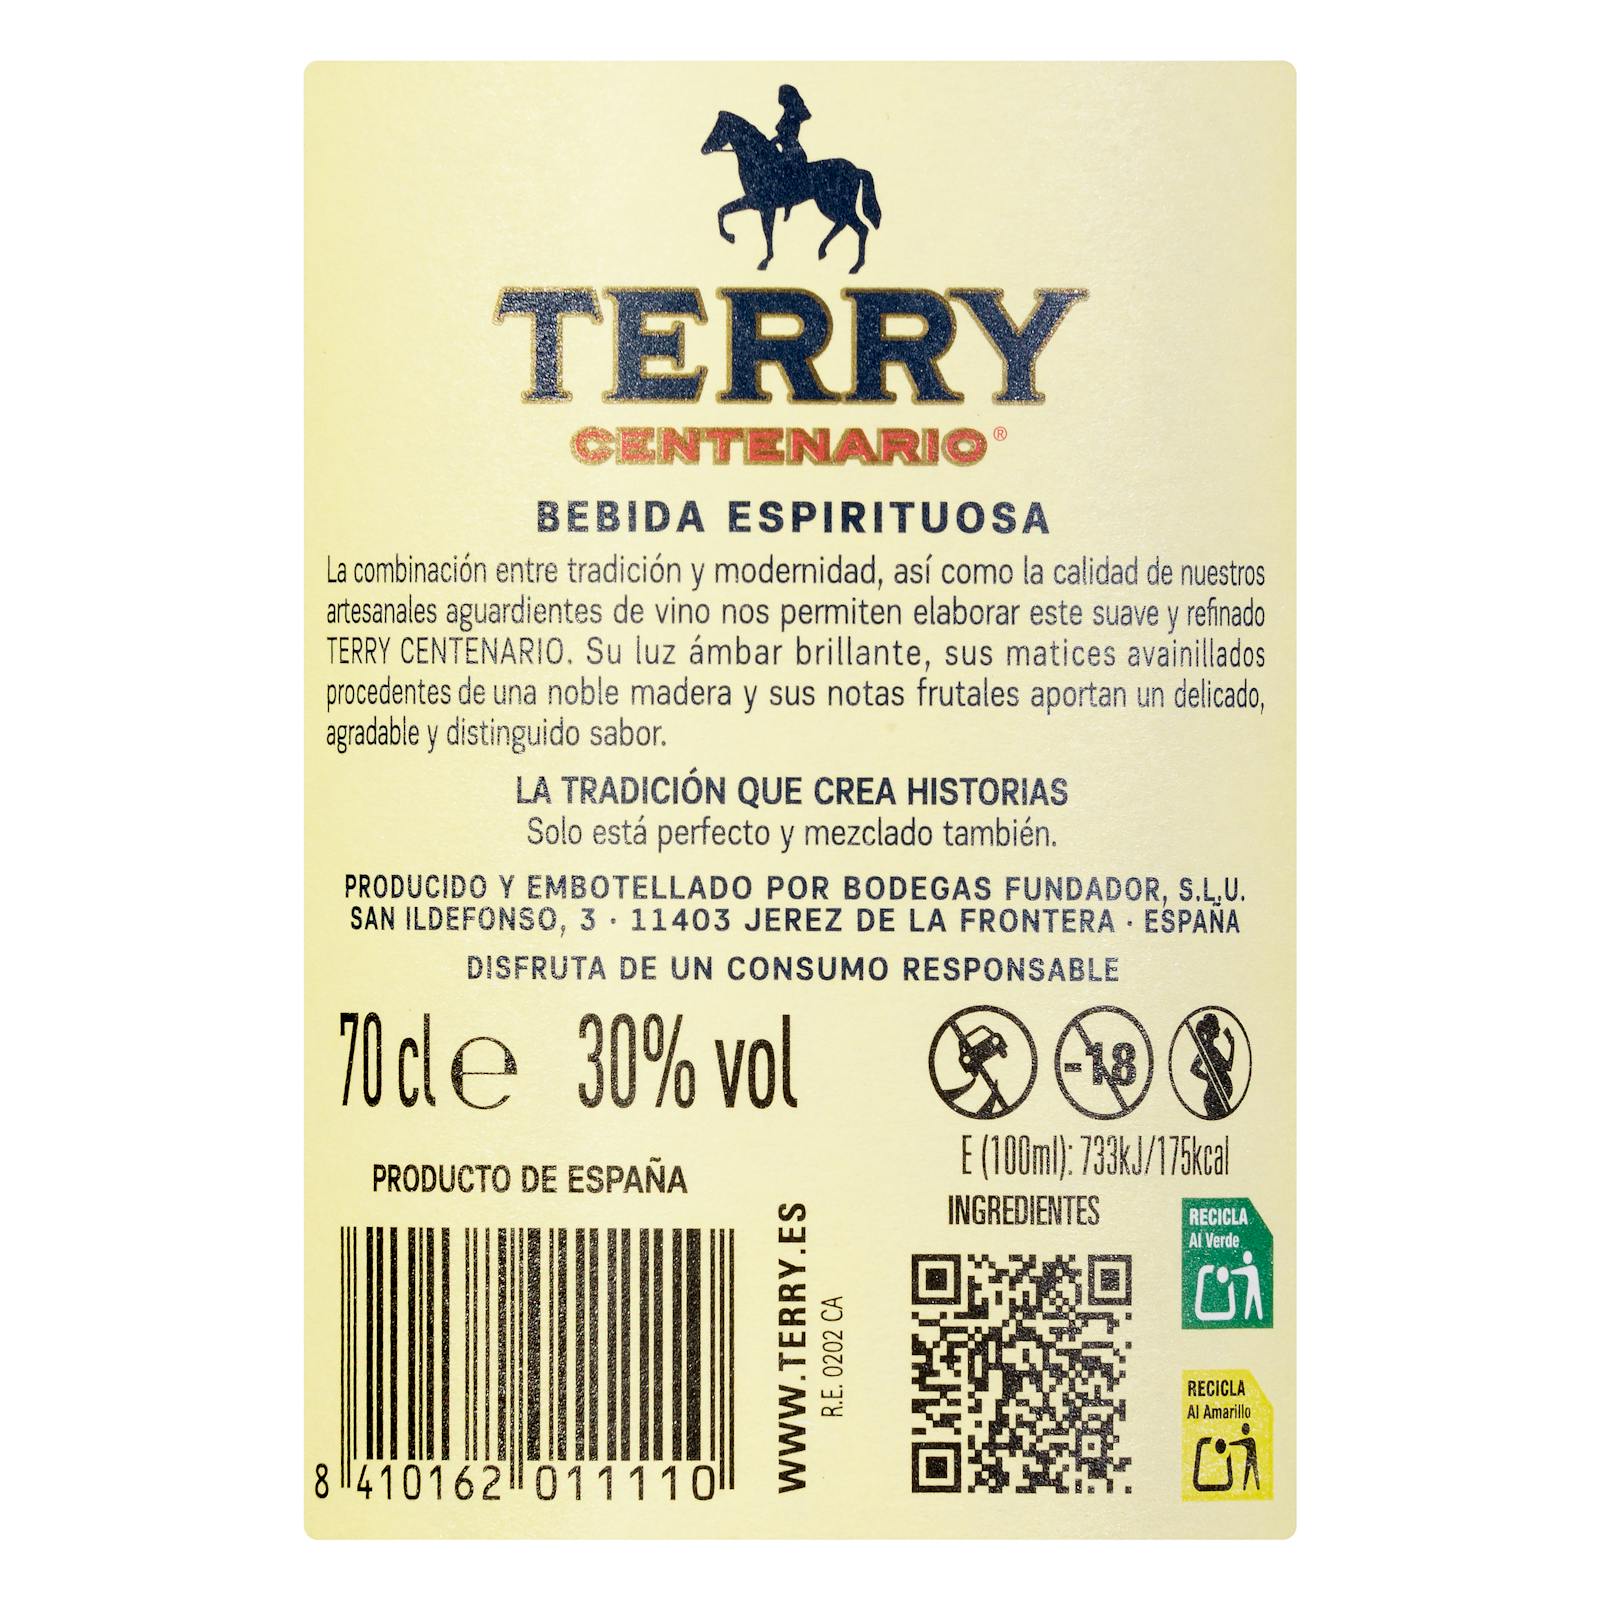 TERRY
CENTENARIO®
BEBIDA ESPIRITUOSA
La combinación entre tradición y modernidad, así como la calidad de nuestros
artesanales aguardientes de vino nos permiten elaborar este suave y refinado
TERRY CENTENARIO. Su luz ámbar brillante, sus matices avainillados
procedentes de una noble madera y sus notas frutales aportan un delicado,
agradable y distinguido sabor.
LA TRADICIÓN QUE CREA HISTORIAS
Solo está perfecto y mezclado también.
PRODUCIDO Y EMBOTELLADO POR BODEGAS FUNDADOR, S.L.U.
SAN ILDEFONSO, 3 · 11403 JEREZ DE LA FRONTERA · ESPAÑA
DISFRUTA DE UN CONSUMO RESPONSABLE
70 cl e 30% vol
-18
E (100ml): 733kJ/175kcal
PRODUCTO DE ESPAÑA
INGREDIENTES
WWW.TERRY.ES
R.E. 0202 CA
RECICLA
Al Verde
RECICLA
Al Amarillo
8 410162 011110